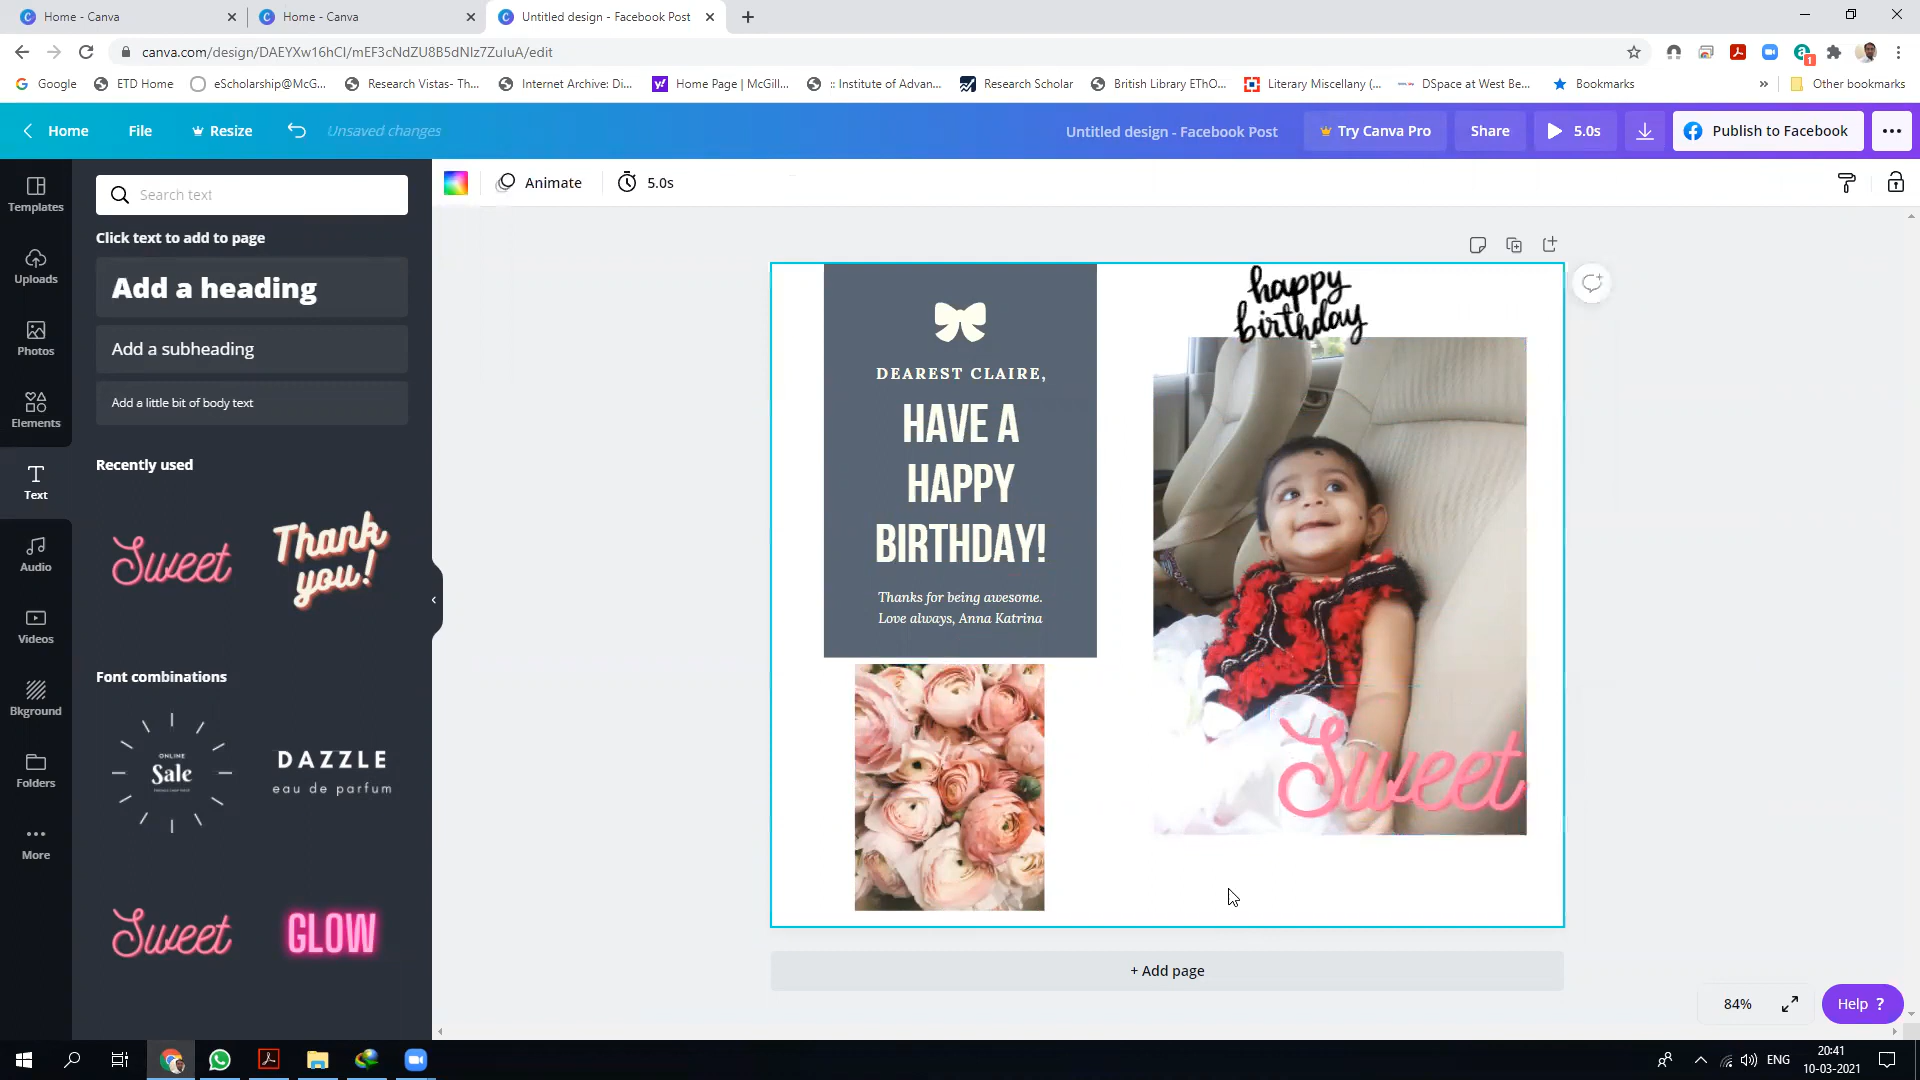 Home - Canva
Home - Canva
Untitled design - Facebook Post
canva.com/design/DAEYXw16hCI/mEF3cNdZU8B5dNIz7ZuIuA/edit
1
Google
ETD Home
eScholarship@McG...
Research Vistas- Th...
Internet Archive: Di...
Home Page | McGill...
:: Institute of Advan...
Research Scholar
British Library EThO...
Literary Miscellany (...
DSpace at West Be...
Bookmarks
»
Other bookmarks
Home
File
Resize
Unsaved changes
Untitled design - Facebook Post
Try Canva Pro
Share
5.0s
Publish to Facebook
Templates
Uploads
Photos
Elements
Text
Audio
Videos
Bkground
Folders
More
Search text
Click text to add to page
Add a heading
Add a subheading
Add a little bit of body text
Recently used
Sweet
Thank
you!
Font combinations
ONLINE
Sale
DAZZLE
eau de parfum
Sweet
GLOW
Animate
5.0s
DEAREST CLAIRE,
HAVE A
HAPPY
BIRTHDAY!
Thanks for being awesome.
Love always, Anna Katrina
happy
birthday
Sweet
+ Add page
84%
Help ?
ENG
20:41
10-03-2021